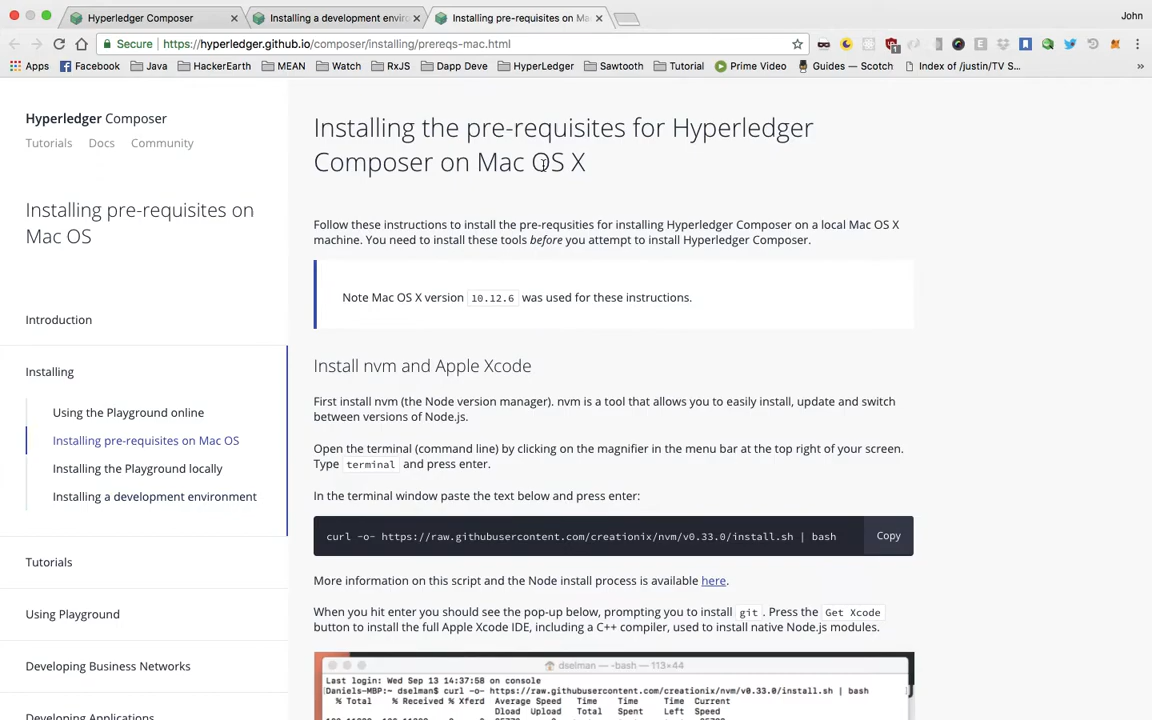 Hyperledger Composer
Installing a development envir
Installing pre-requisites on Ma
John
Secure
https://hyperledger.github.io/composer/installing/prereqs-mac.html
1
Apps
Facebook
Java
HackerEarth
MEAN
Watch
RxJS
Dapp Deve
HyperLedger
Sawtooth
Tutorial
Prime Video
Guides — Scotch
Index of /justin/TV S...
»
Hyperledger Composer
Tutorials
Docs
Community
Installing pre-requisites on
Mac OS
Introduction
Installing
Using the Playground online
Installing pre-requisites on Mac OS
Installing the Playground locally
Installing a development environment
Tutorials
Using Playground
Developing Business Networks
Developing Applications
Installing the pre-requisites for Hyperledger
Composer on Mac OS X
Follow these instructions to install the pre-requsities for installing Hyperledger Composer on a local Mac OS X
machine. You need to install these tools before you attempt to install Hyperledger Composer.
Note Mac OS X version 10.12.6 was used for these instructions.
Install nvm and Apple Xcode
First install nvm (the Node version manager). nvm is a tool that allows you to easily install, update and switch
between versions of Node.js.
Open the terminal (command line) by clicking on the magnifier in the menu bar at the top right of your screen.
Type terminal and press enter.
In the terminal window paste the text below and press enter:
curl -o- https://raw.githubusercontent.com/creationix/nvm/v0.33.0/install.sh | bash
Copy
More information on this script and the Node install process is available here.
When you hit enter you should see the pop-up below, prompting you to install git. Press the Get Xcode
button to install the full Apple Xcode IDE, including a C++ compiler, used to install native Node.js modules.
dselman — -bash — 113×44
Last login: Wed Sep 13 14:37:58 on console
Daniels-MBP:~ dselman$ curl -o- https://raw.githubusercontent.com/creationix/nvm/v0.33.0/install.sh | bash
% Total % Received % Xferd Average Speed Time Time Time Current
Dload Upload Total Spent Left Speed